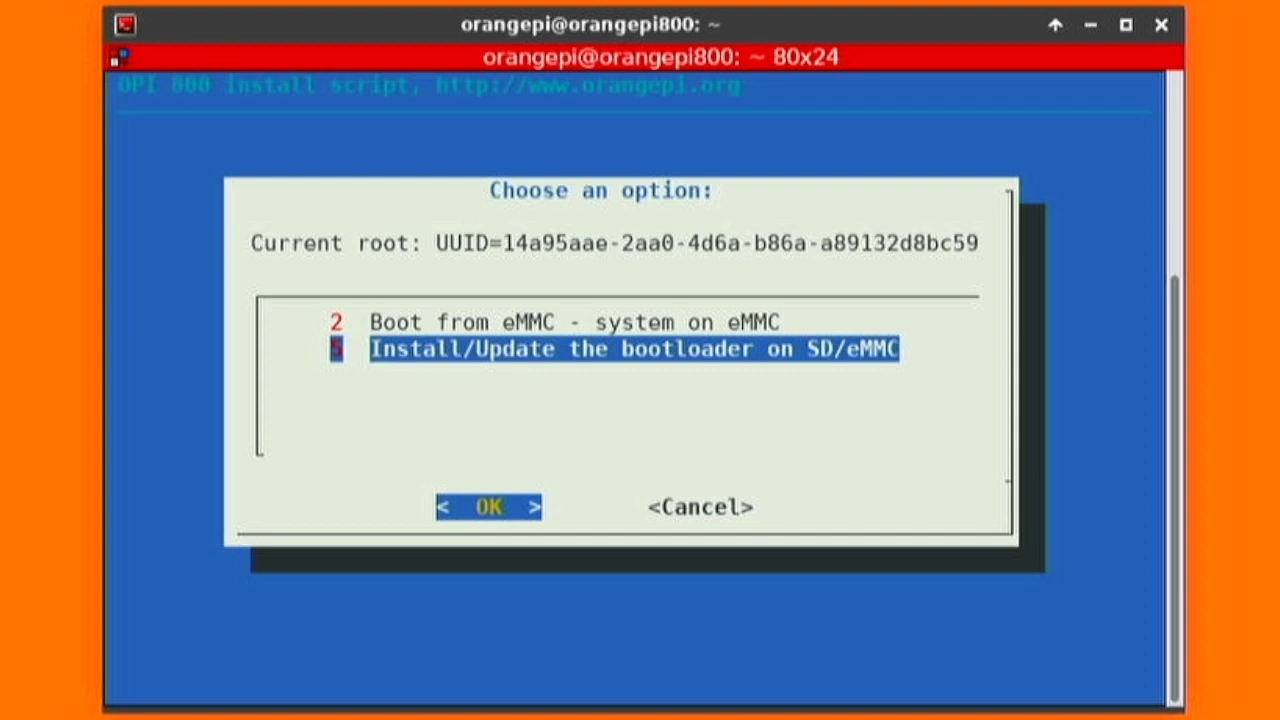 orangepi@orangepi800: ~
orangepi@orangepi800: ~ 80x24
OPI 800 install script, http://www.orangepi.org
Choose an option:
Current root: UUID=14a95aae-2aa0-4d6a-b86a-a89132d8bc59
2 Boot from eMMC - system on eMMC
5 Install/Update the bootloader on SD/eMMC
< OK > <Cancel>